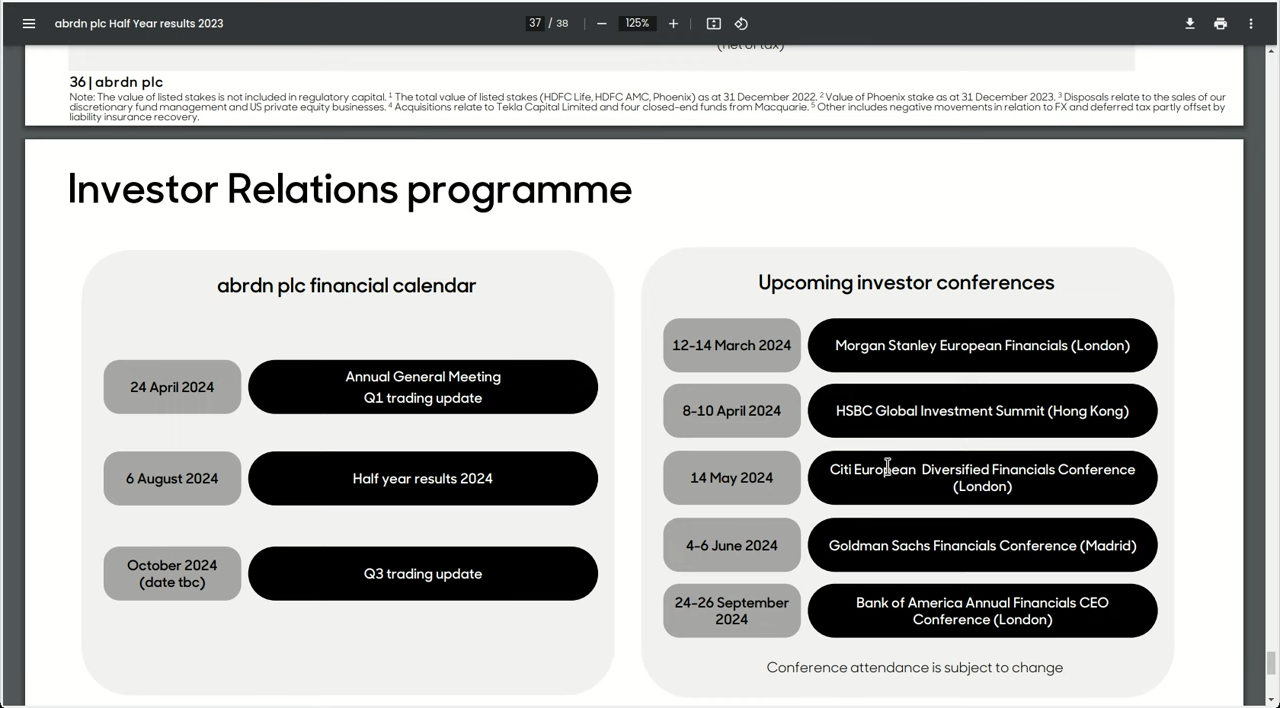 abrdn plc Half Year results 2023
37 / 38
125%
(net of tax)
36 | abrdn plc
Note: The value of listed stakes is not included in regulatory capital. ¹ The total value of listed stakes (HDFC Life, HDFC AMC, Phoenix) as at 31 December 2022. ² Value of Phoenix stake as at 31 December 2023. ³ Disposals relate to the sales of our
discretionary fund management and US private equity businesses. ⁴ Acquisitions relate to Tekla Capital Limited and four closed-end funds from Macquarie. ⁵ Other includes negative movements in relation to FX and deferred tax partly offset by
liability insurance recovery.
Investor Relations programme
abrdn plc financial calendar
24 April 2024
Annual General Meeting
Q1 trading update
6 August 2024
Half year results 2024
October 2024
(date tbc)
Q3 trading update
Upcoming investor conferences
12-14 March 2024
Morgan Stanley European Financials (London)
8-10 April 2024
HSBC Global Investment Summit (Hong Kong)
14 May 2024
Citi European Diversified Financials Conference
(London)
4-6 June 2024
Goldman Sachs Financials Conference (Madrid)
24-26 September
2024
Bank of America Annual Financials CEO
Conference (London)
Conference attendance is subject to change